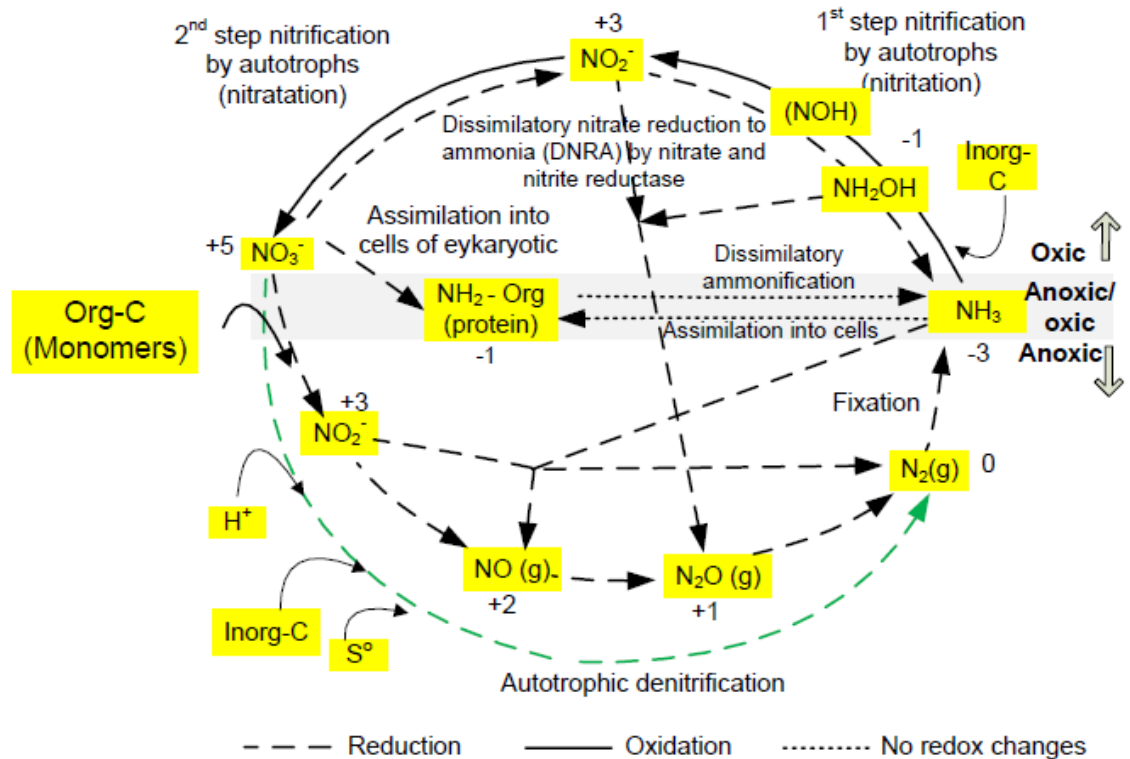 2nd step nitrification
by autotrophs
(nitratation)
+3
NO2-
1st step nitrification
by autotrophs
(nitritation)
(NOH)
-1
Dissimilatory nitrate reduction to
ammonia (DNRA) by nitrate and
nitrite reductase
NH2OH
Inorg-
C
Assimilation into
cells of eykaryotic
+5
NO3-
Dissimilatory
ammonification
Oxic
Org-C
(Monomers)
NH2 - Org
(protein)
-1
Assimilation into cells
NH3
-3
Anoxic/
oxic
Anoxic
+3
NO2-
Fixation
N2(g)
0
H+
NO (g)-
+2
N2O (g)
+1
Inorg-C
So
Autotrophic denitrification
Reduction
Oxidation
No redox changes